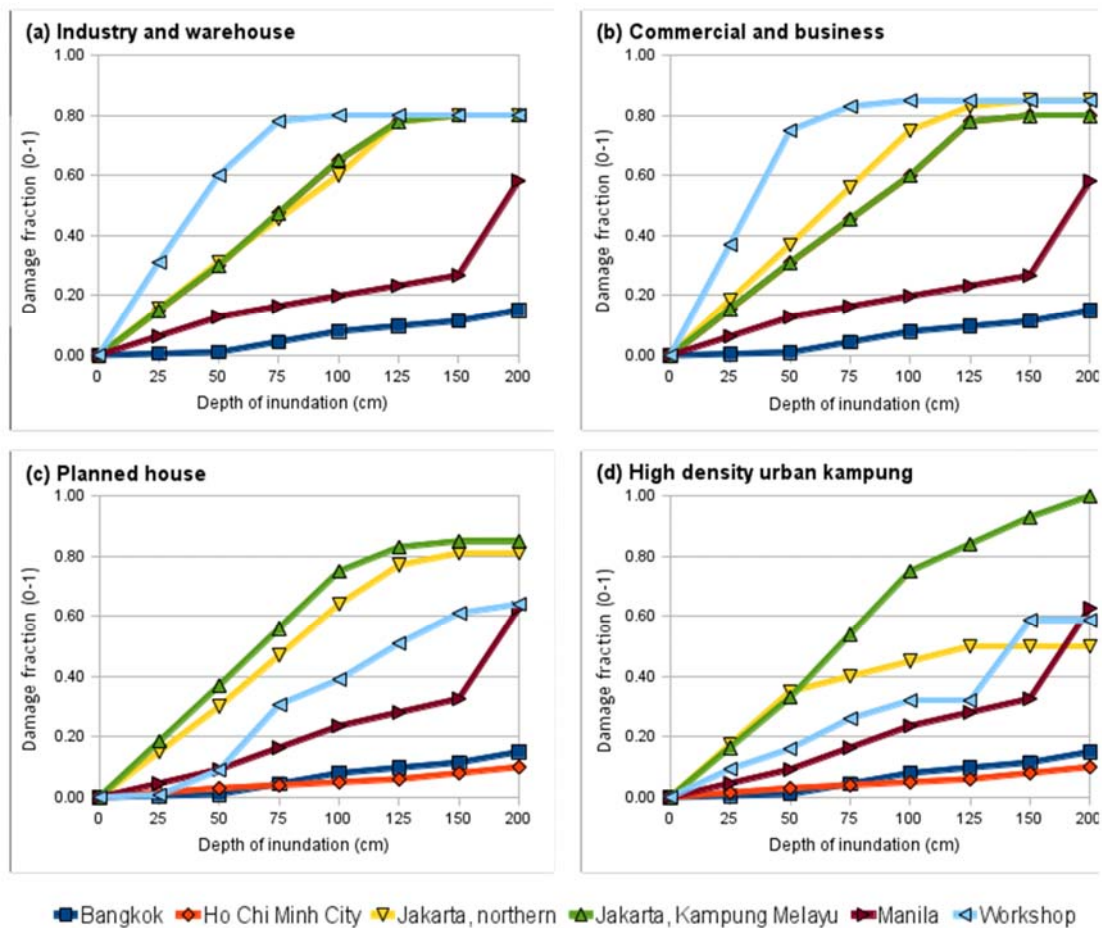 (a) Industry and warehouse
1.00
0.80
0.60
0.40
0.20
0.00
Damage fraction (0-1)
0 25 50 75 100 125 150 200
Depth of inundation (cm)
(b) Commercial and business
1.00
0.80
0.60
0.40
0.20
0.00
Damage fraction (0-1)
0 25 50 75 100 125 150 200
Depth of inundation (cm)
(c) Planned house
1.00
0.80
0.60
0.40
0.20
0.00
Damage fraction (0-1)
0 25 50 75 100 125 150 200
Depth of inundation (cm)
(d) High density urban kampung
1.00
0.80
0.60
0.40
0.20
0.00
Damage fraction (0-1)
0 25 50 75 100 125 150 200
Depth of inundation (cm)
Bangkok Ho Chi Minh City Jakarta, northern Jakarta, Kampung Melayu Manila Workshop